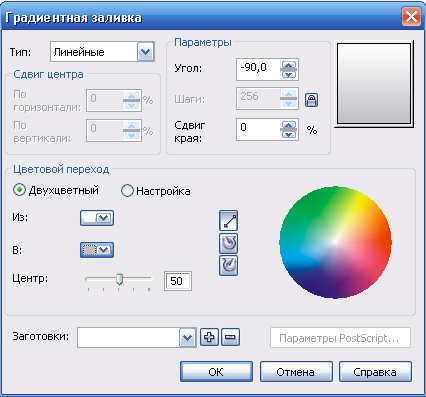 Градиентная заливка
Тип: Линейные
Параметры
Угол: -90,0
Сдвиг центра
По горизонтали: 0 %
Шаги: 256
По вертикали: 0 %
Сдвиг края: 0 %
Цветовой переход
Двухцветный Настройка
Из:
В:
Центр: 50
Заготовки:
Параметры PostScript...
OK Отмена Справка